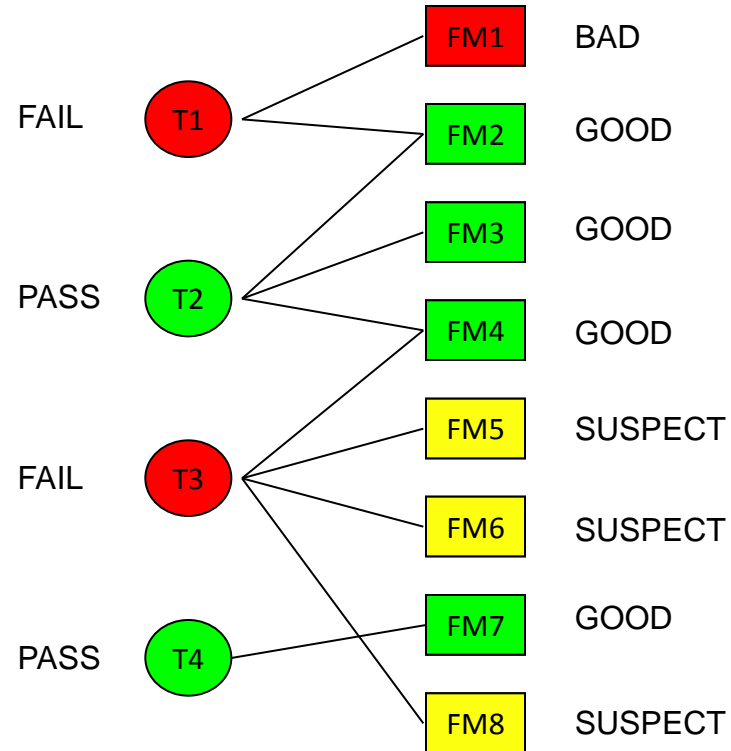 FM1 BAD
FAIL T1 FM2 GOOD
FM3 GOOD
PASS T2 FM4 GOOD
FM5 SUSPECT
FAIL T3 FM6 SUSPECT
FM7 GOOD
PASS T4
FM8 SUSPECT